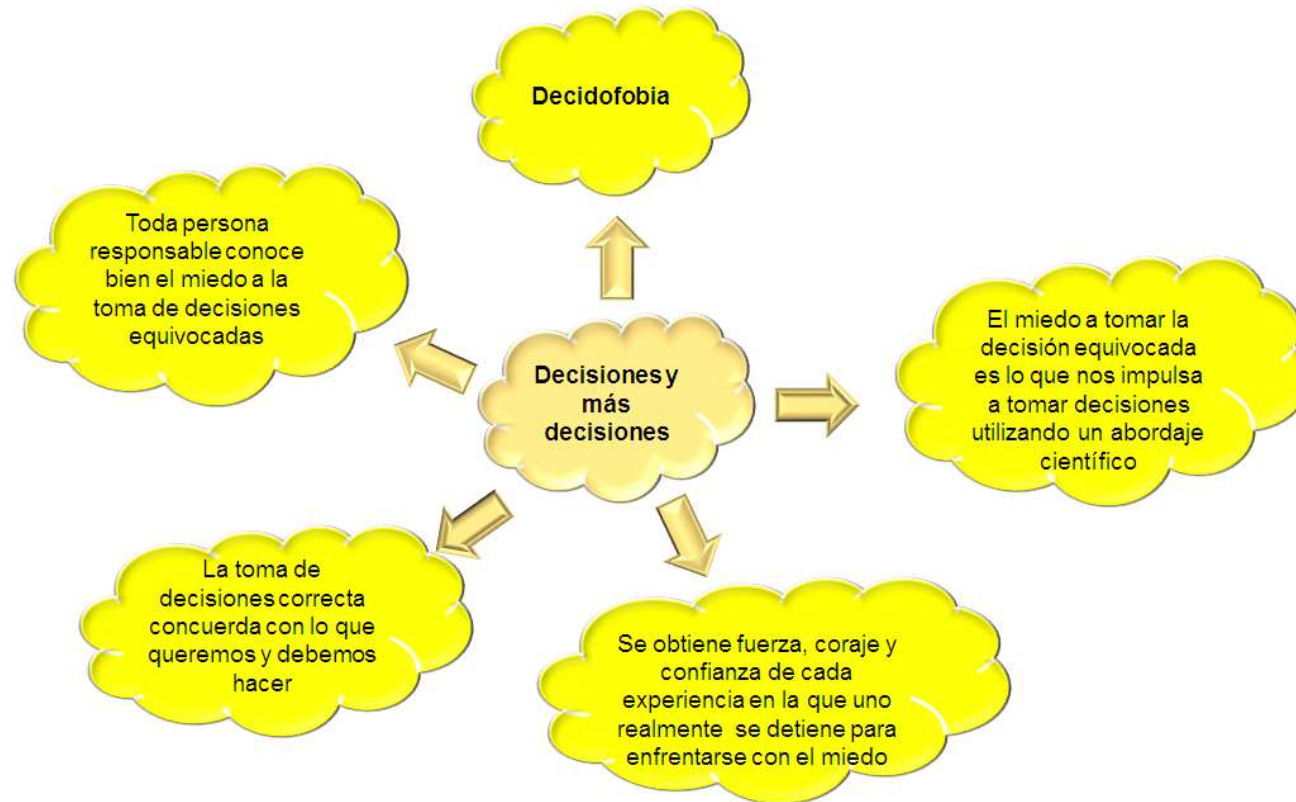 Decidofobia
Toda persona
responsable conoce
bien el miedo a la
toma de decisiones
equivocadas
Decisiones y
más
decisiones
El miedo a tomar la
decisión equivocada
es lo que nos impulsa
a tomar decisiones
utilizando un abordaje
científico
La toma de
decisiones correcta
concuerda con lo que
queremos y debemos
hacer
Se obtiene fuerza, coraje y
confianza de cada
experiencia en la que uno
realmente se detiene para
enfrentarse con el miedo